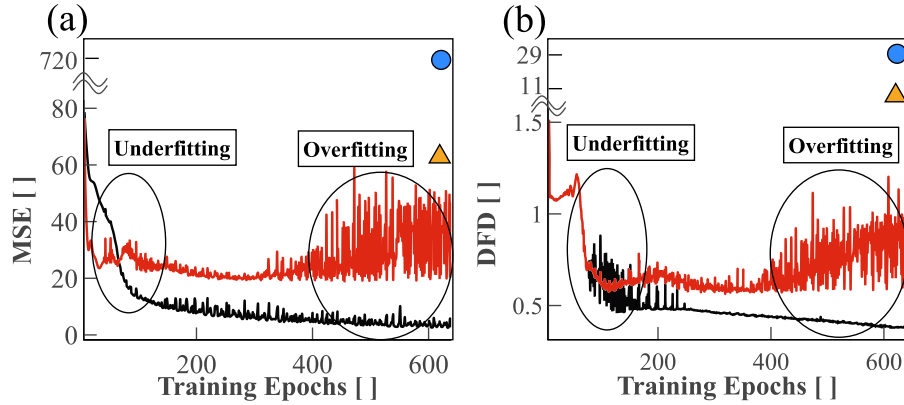 (a)
720
80
60
40
20
0
MSE [ ]
Underfitting
Overfitting
200
400
600
Training Epochs [ ]
(b)
29
11
1.5
1
0.5
DFD [ ]
Underfitting
Overfitting
200
400
600
Training Epochs [ ]